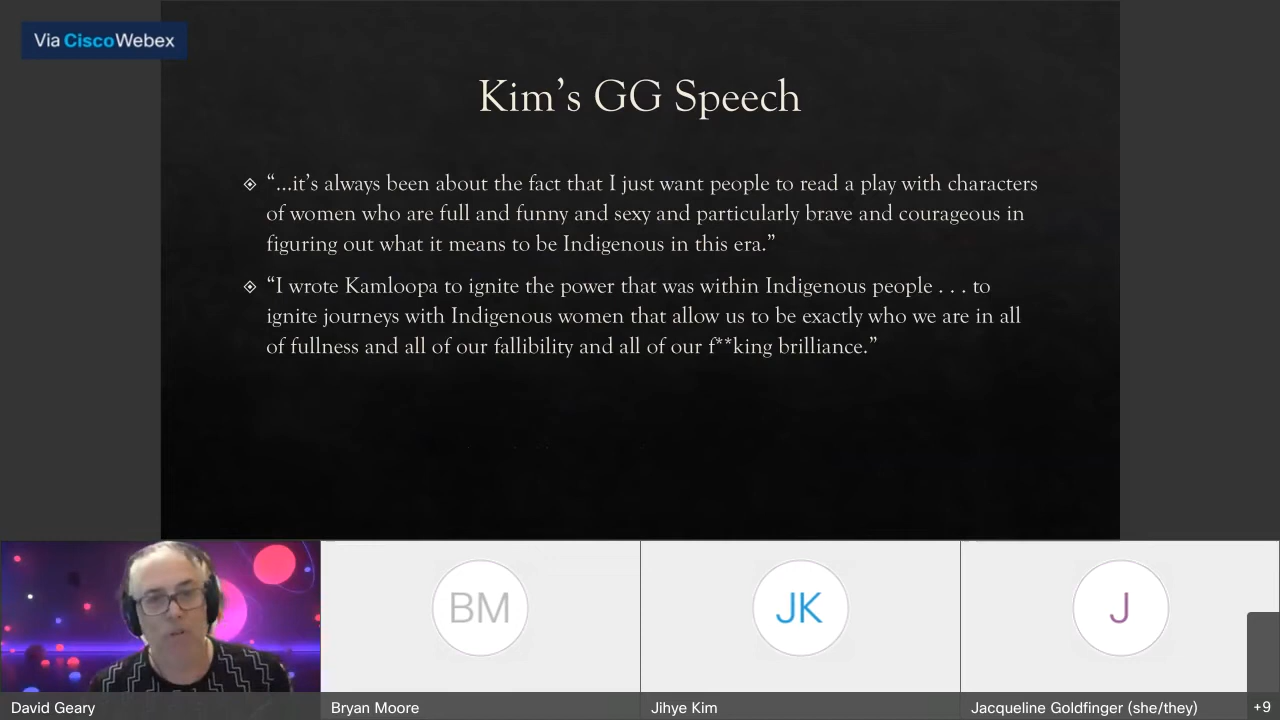 Via Cisco Webex
Kim's GG Speech
"...it's always been about the fact that I just want people to read a play with characters
of women who are full and funny and sexy and particularly brave and courageous in
figuring out what it means to be Indigenous in this era."
"I wrote Kamloopa to ignite the power that was within Indigenous people . . . to
ignite journeys with Indigenous women that allow us to be exactly who we are in all
of fullness and all of our fallibility and all of our f**king brilliance."
BM
JK
J
David Geary
Bryan Moore
Jihye Kim
Jacqueline Goldfinger (she/they)
+9